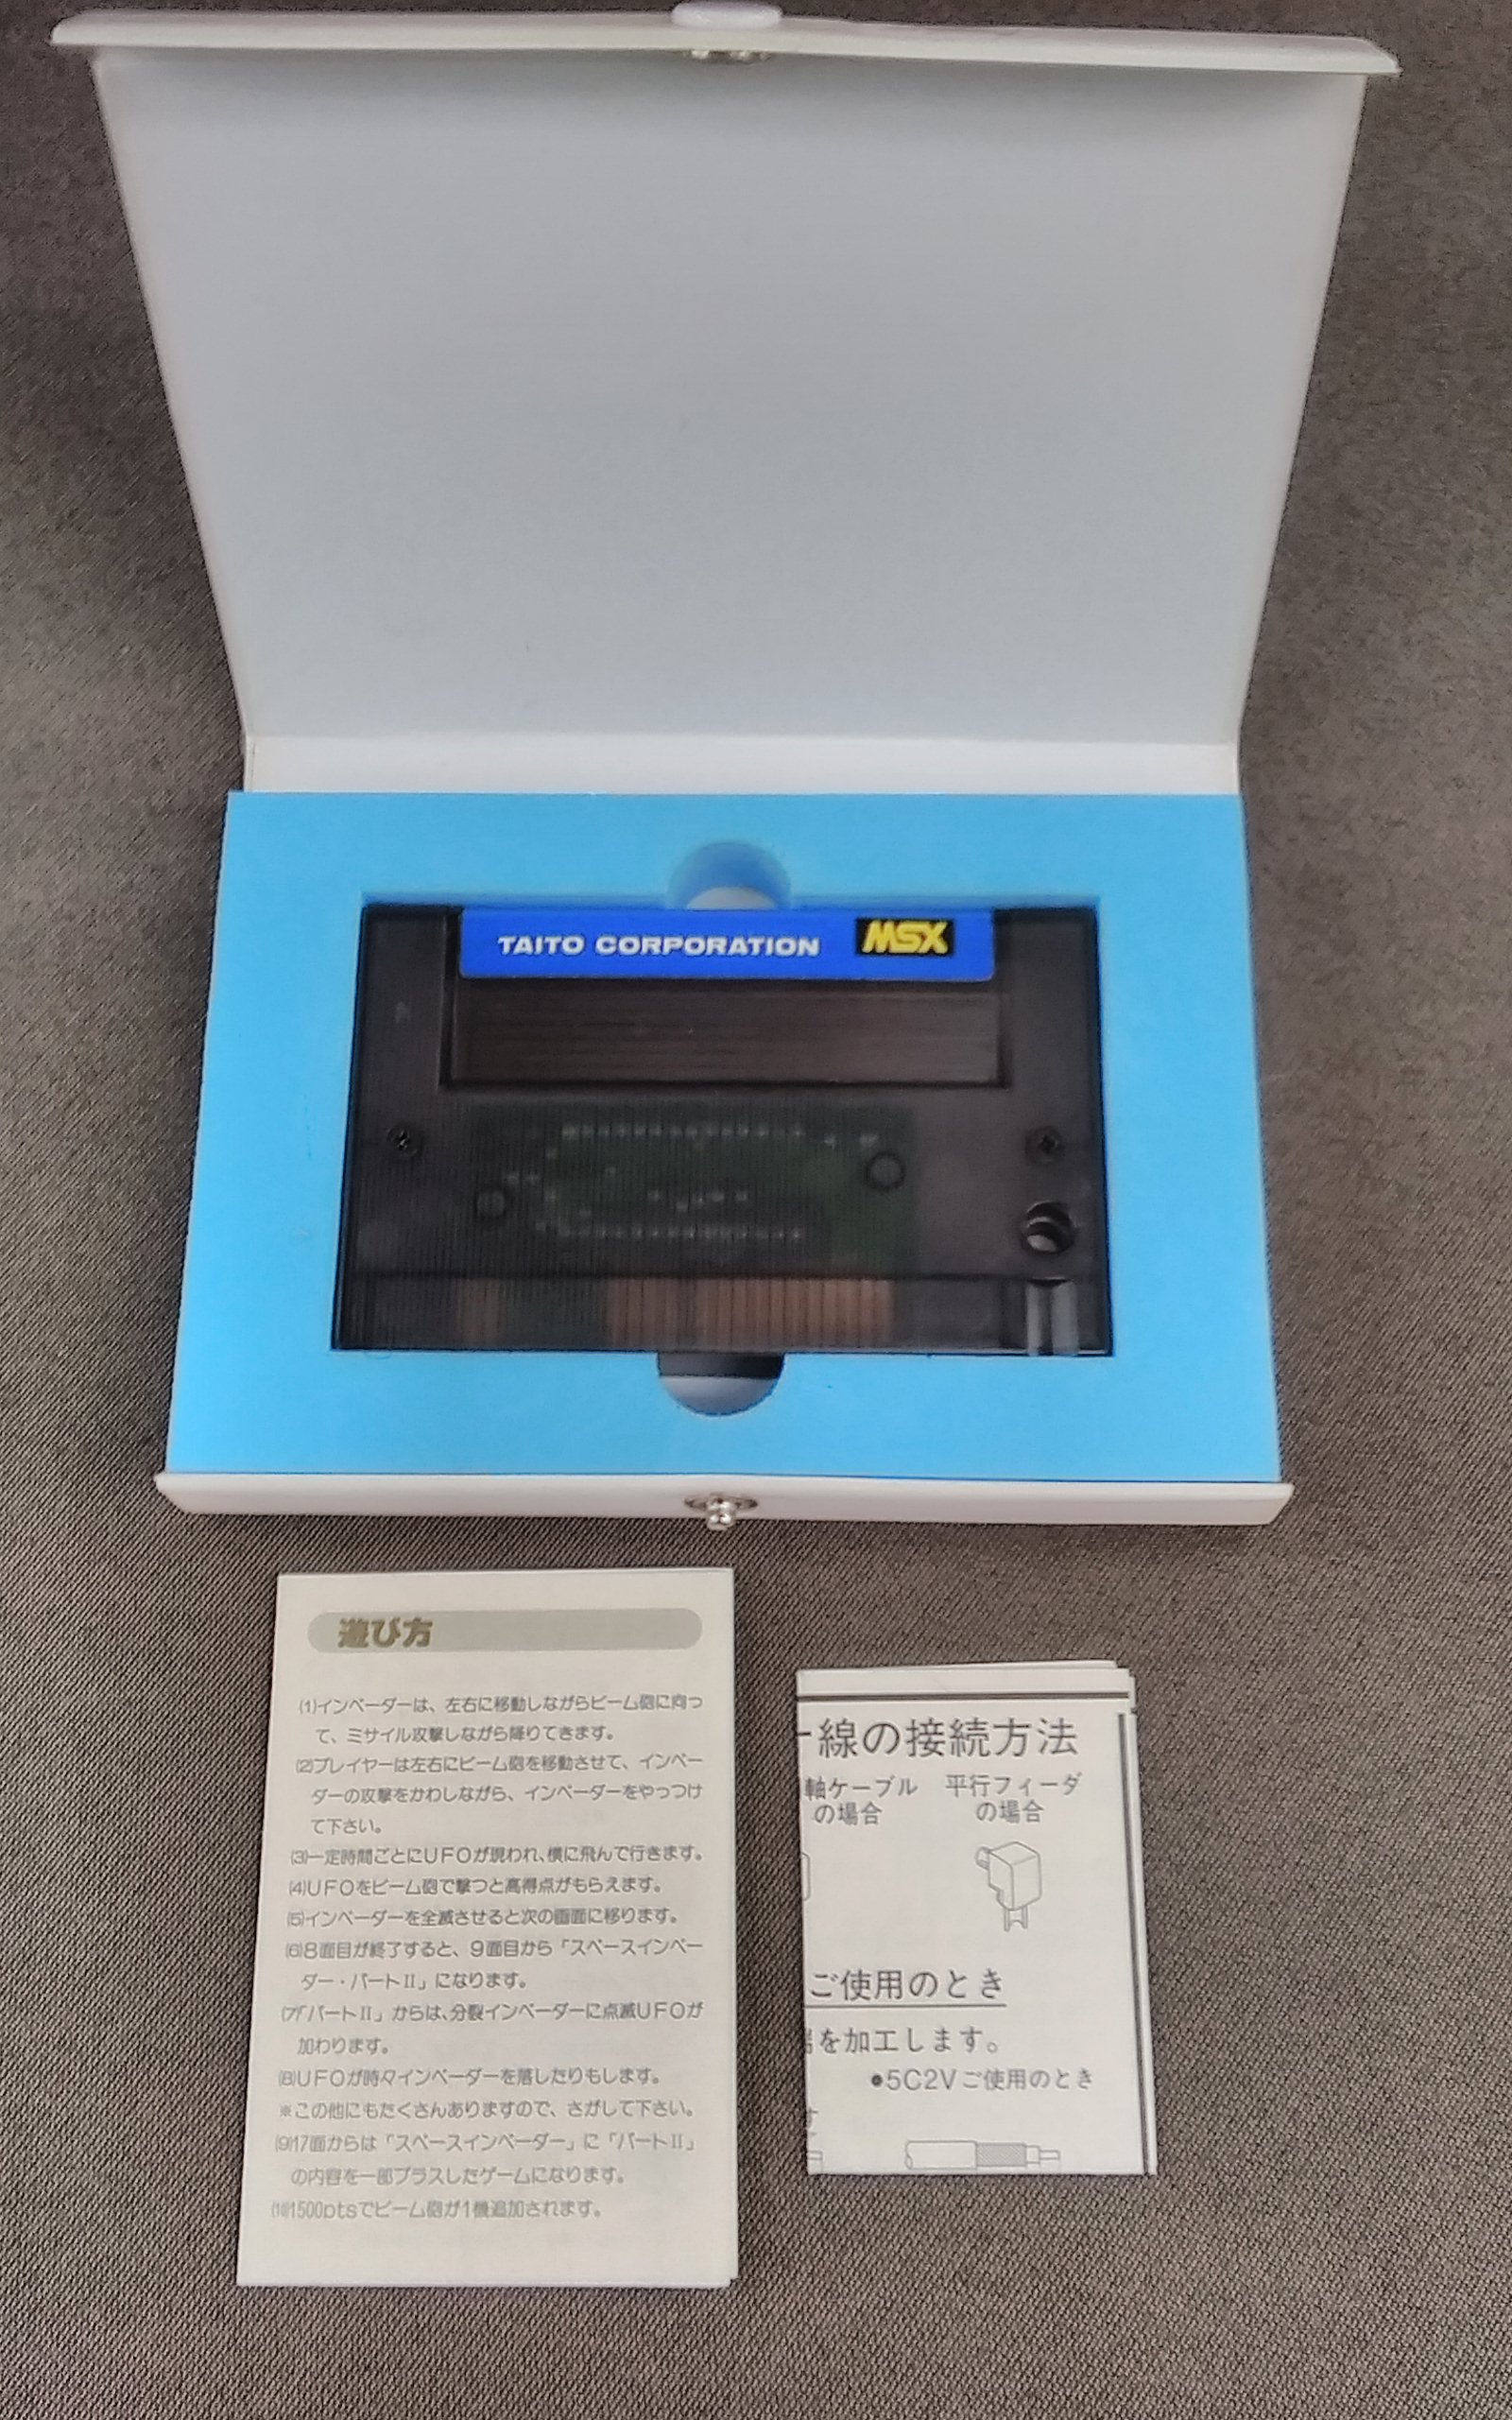 TAITO CORPORATION MSX
遊び方
(1)インベーダーは、左右に移動しながらビーム砲に向っ
て、ミサイル攻撃しながら降りてきます。
(2)プレイヤーは左右にビーム砲を移動させて、インベー
ダーの攻撃をかわしながら、インベーダーをやっつけ
て下さい。
(3)一定時間ごとにUFOが現われ、横に飛んで行きます。
(4)UFOをビーム砲で撃つと高得点がもらえます。
(5)インベーダーを全滅させると次の画面に移ります。
(6)8面目が終了すると、9面目から「スペースインベー
ダー・パートⅡ」になります。
(7)「パートⅡ」からは、分裂インベーダーに点滅UFOが
加わります。
(8)UFOが時々インベーダーを落したりもします。
※この他にもたくさんありますので、さがして下さい。
(9)17面からは「スペースインベーダー」に「パートⅡ」
の内容を一部プラスしたゲームになります。
(10)1500ptsでビーム砲が1機追加されます。
ー線の接続方法
軸ケーブル
の場合
平行フィーダ
の場合
ご使用のとき
を加工します。
●5C2Vご使用のとき